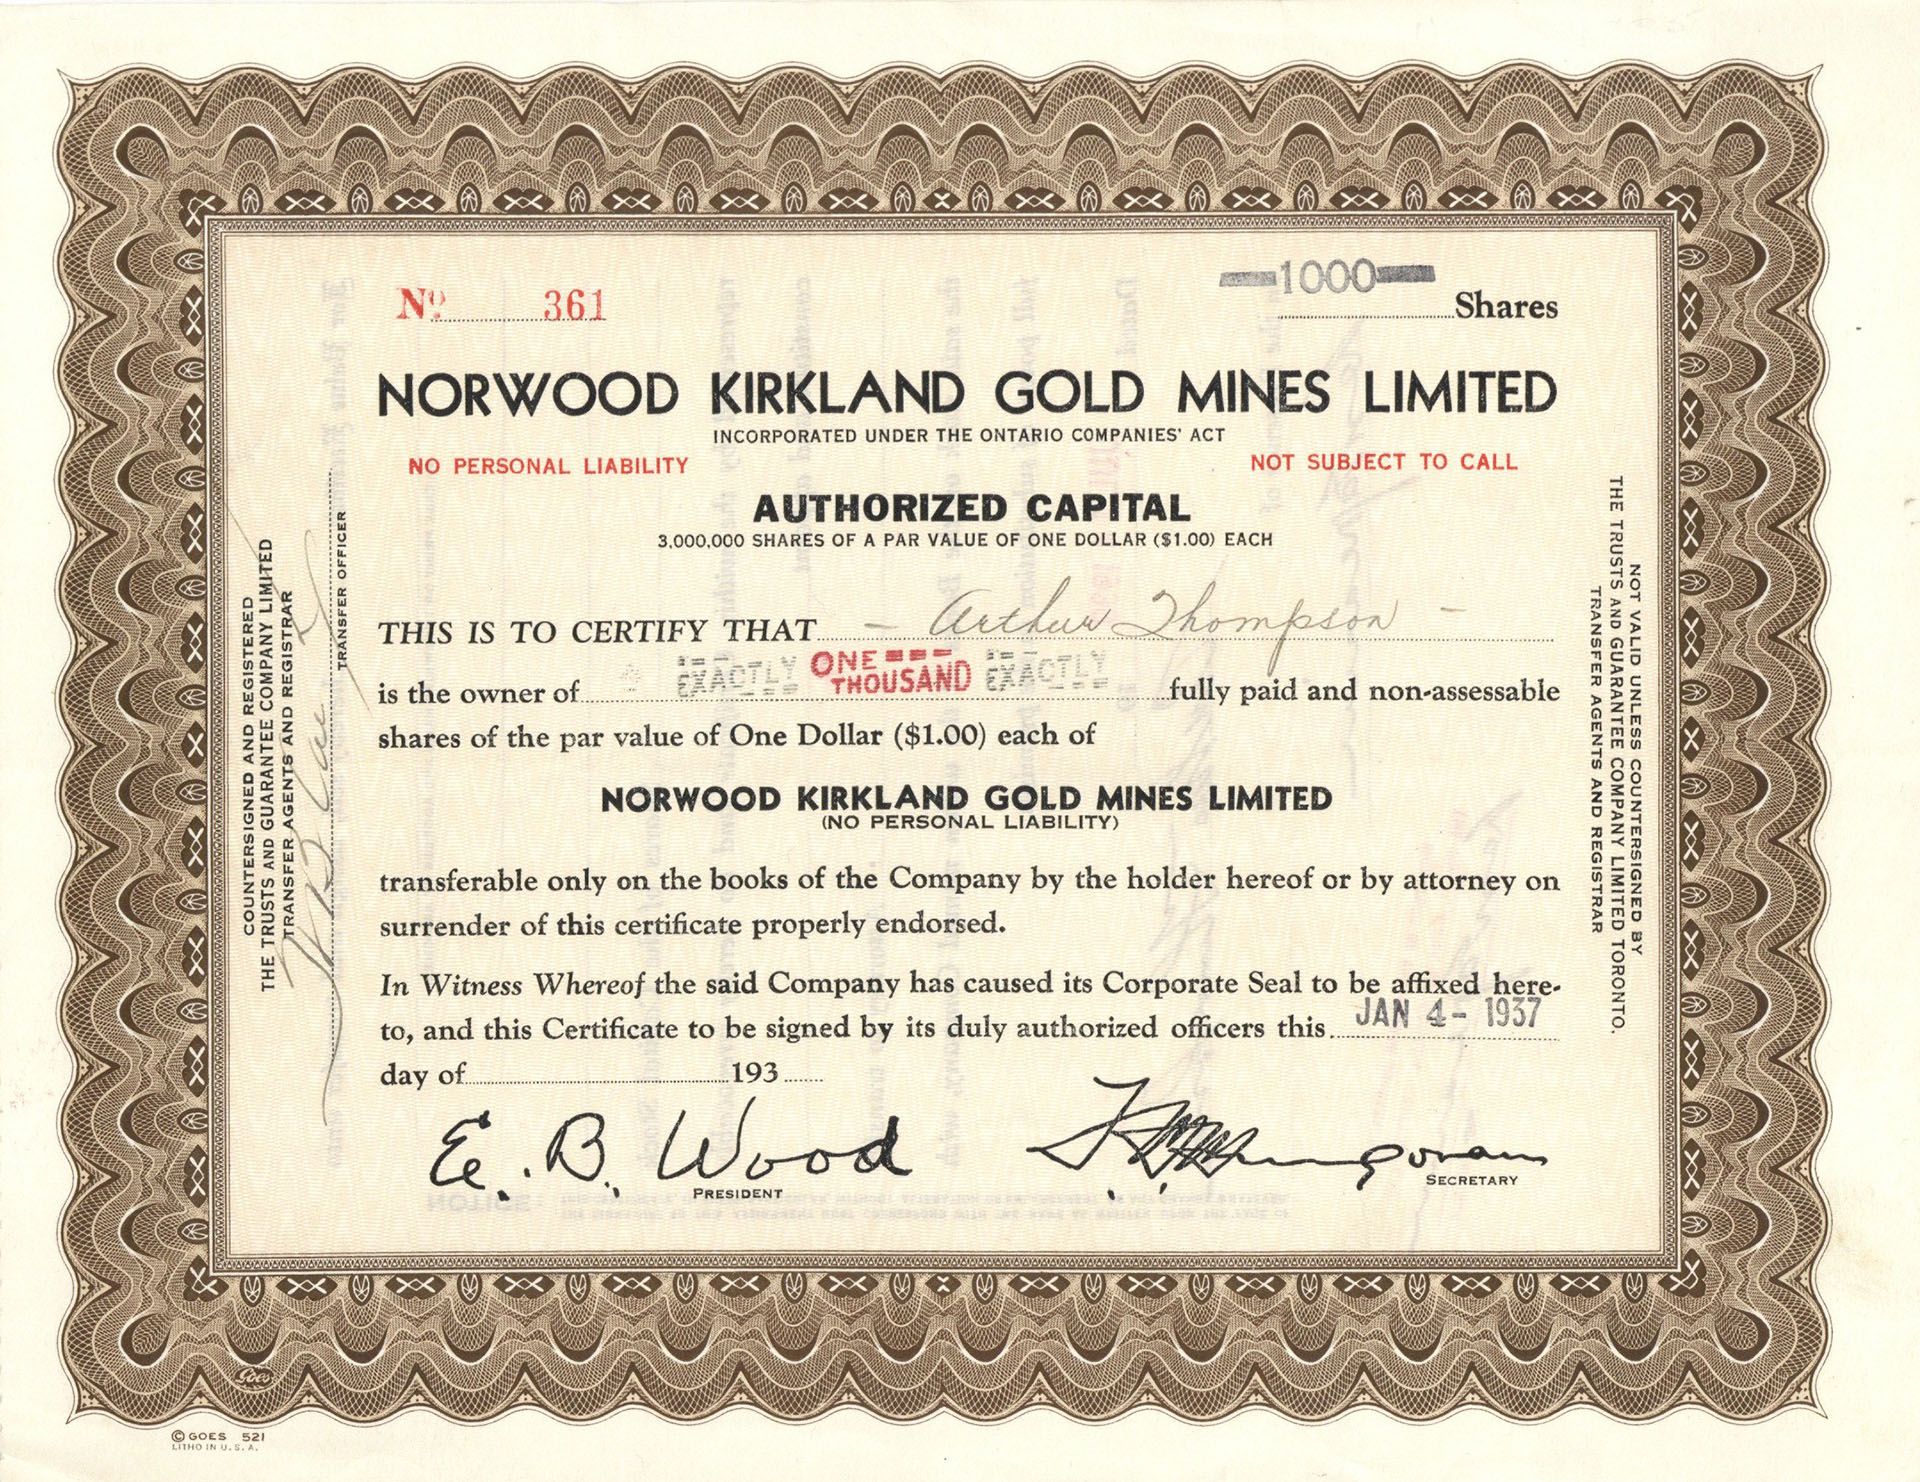 No. 361
—1000— Shares
NORWOOD KIRKLAND GOLD MINES LIMITED
INCORPORATED UNDER THE ONTARIO COMPANIES' ACT
NO PERSONAL LIABILITY
NOT SUBJECT TO CALL
AUTHORIZED CAPITAL
3,000,000 SHARES OF A PAR VALUE OF ONE DOLLAR ($1.00) EACH
THIS IS TO CERTIFY THAT - Arthur Thompson -
is the owner of EXACTLY ONE THOUSAND EXACTLY fully paid and non-assessable
shares of the par value of One Dollar ($1.00) each of
NORWOOD KIRKLAND GOLD MINES LIMITED
(NO PERSONAL LIABILITY)
transferable only on the books of the Company by the holder hereof or by attorney on
surrender of this certificate properly endorsed.
In Witness Whereof the said Company has caused its Corporate Seal to be affixed here-
to, and this Certificate to be signed by its duly authorized officers this JAN 4- 1937
day of 193
E. B. Wood
PRESIDENT
SECRETARY
COUNTERSIGNED AND REGISTERED
THE TRUSTS AND GUARANTEE COMPANY LIMITED
TRANSFER AGENTS AND REGISTRAR
TRANSFER OFFICER
NOT VALID UNLESS COUNTERSIGNED BY
THE TRUSTS AND GUARANTEE COMPANY LIMITED TORONTO.
TRANSFER AGENTS AND REGISTRAR
Goes
© GOES 521
LITHO IN U.S.A.